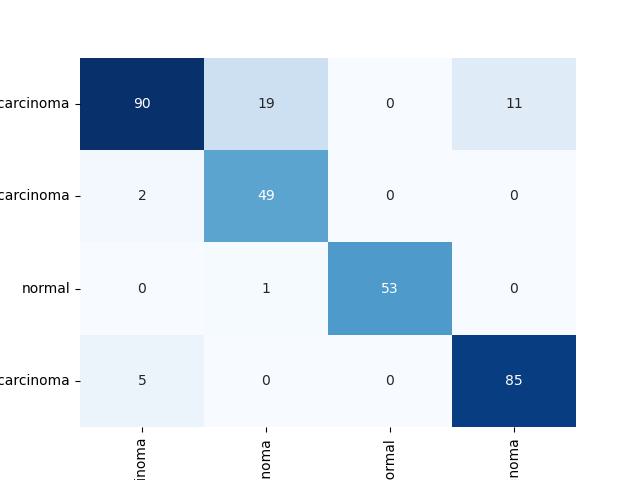 carcinoma 90 19 0 11
carcinoma 2 49 0 0
normal 0 1 53 0
carcinoma 5 0 0 85
inoma noma ormal noma